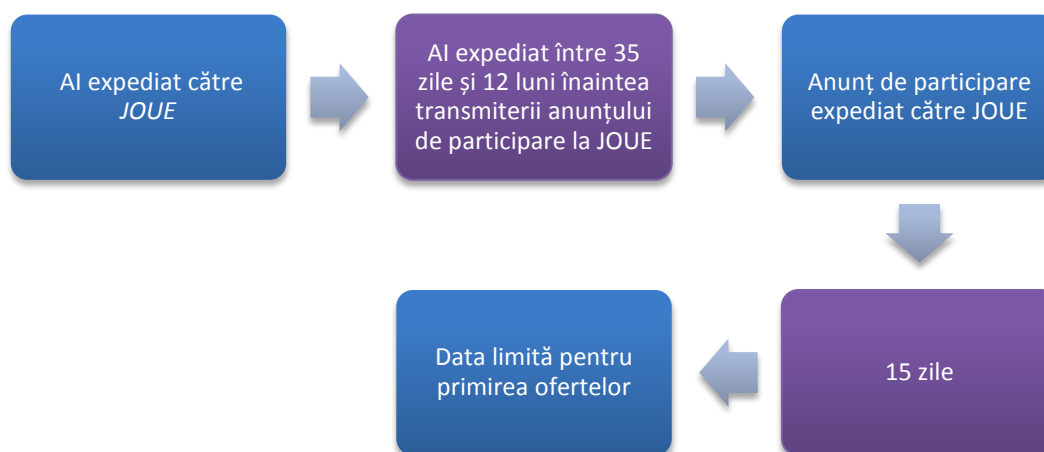 AI expediat către
JOUE
AI expediat între 35
zile și 12 luni înaintea
transmiterii anunțului
de participare la JOUE
Anunț de participare
expediat către JOUE
15 zile
Data limită pentru
primirea ofertelor